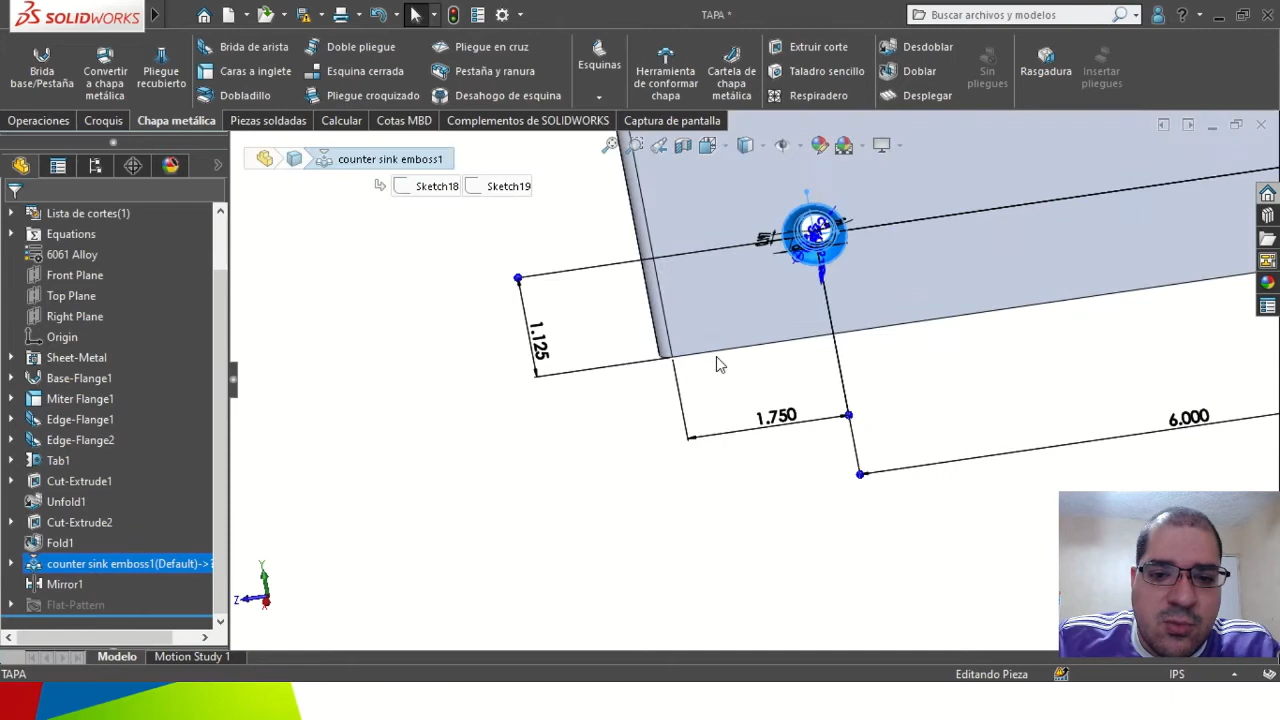 SOLIDWORKS
TAPA *
Buscar archivos y modelos
Brida base/Pestaña
Convertir a chapa metálica
Pliegue recubierto
Brida de arista
Caras a inglete
Dobladillo
Doble pliegue
Esquina cerrada
Pliegue croquizado
Pliegue en cruz
Pestaña y ranura
Desahogo de esquina
Esquinas
Herramienta de conformar chapa
Cartela de chapa metálica
Extruir corte
Taladro sencillo
Respiradero
Desdoblar
Doblar
Desplegar
Sin pliegues
Rasgadura
Insertar pliegues
Operaciones
Croquis
Chapa metálica
Piezas soldadas
Calcular
Cotas MBD
Complementos de SOLIDWORKS
Captura de pantalla
counter sink emboss1
Sketch18
Sketch19
Lista de cortes(1)
Equations
6061 Alloy
Front Plane
Top Plane
Right Plane
Origin
Sheet-Metal
Base-Flange1
Miter Flange1
Edge-Flange1
Edge-Flange2
Tab1
Cut-Extrude1
Unfold1
Cut-Extrude2
Fold1
counter sink emboss1(Default)->
Mirror1
Flat-Pattern
1.125
1.750
6.000
Y
Z
X
Modelo
Motion Study 1
TAPA
Editando Pieza
IPS